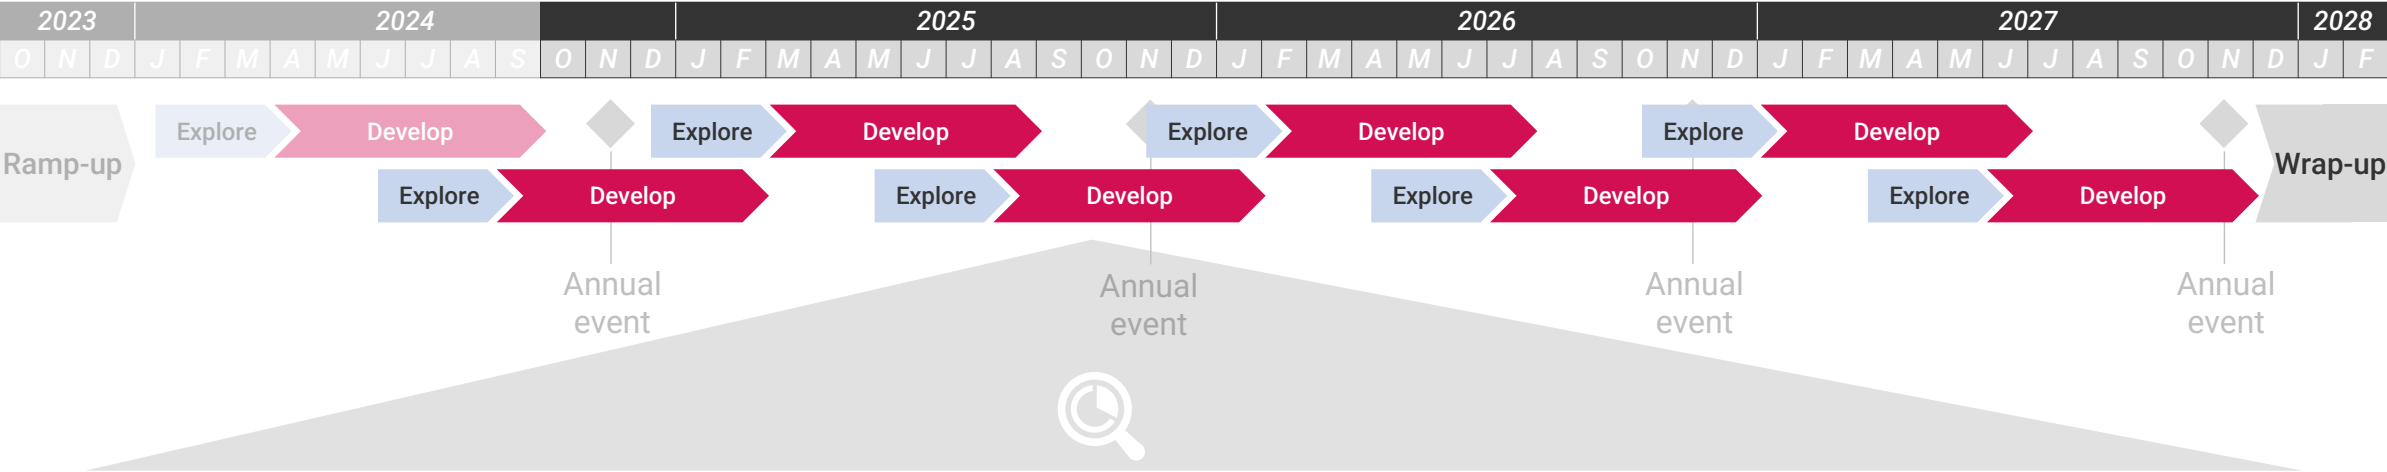 2023 2024 2025 2026 2027 2028
O N D J F M A M J J A S O N D J F M A M J J A S O N D J F M A M J J A S O N D J F M A M J J A S O N D J F
Explore Develop Explore Develop Explore Develop Explore Develop
Ramp-up Wrap-up
Explore Develop Explore Develop Explore Develop Explore Develop
Annual Annual Annual Annual
event event event event